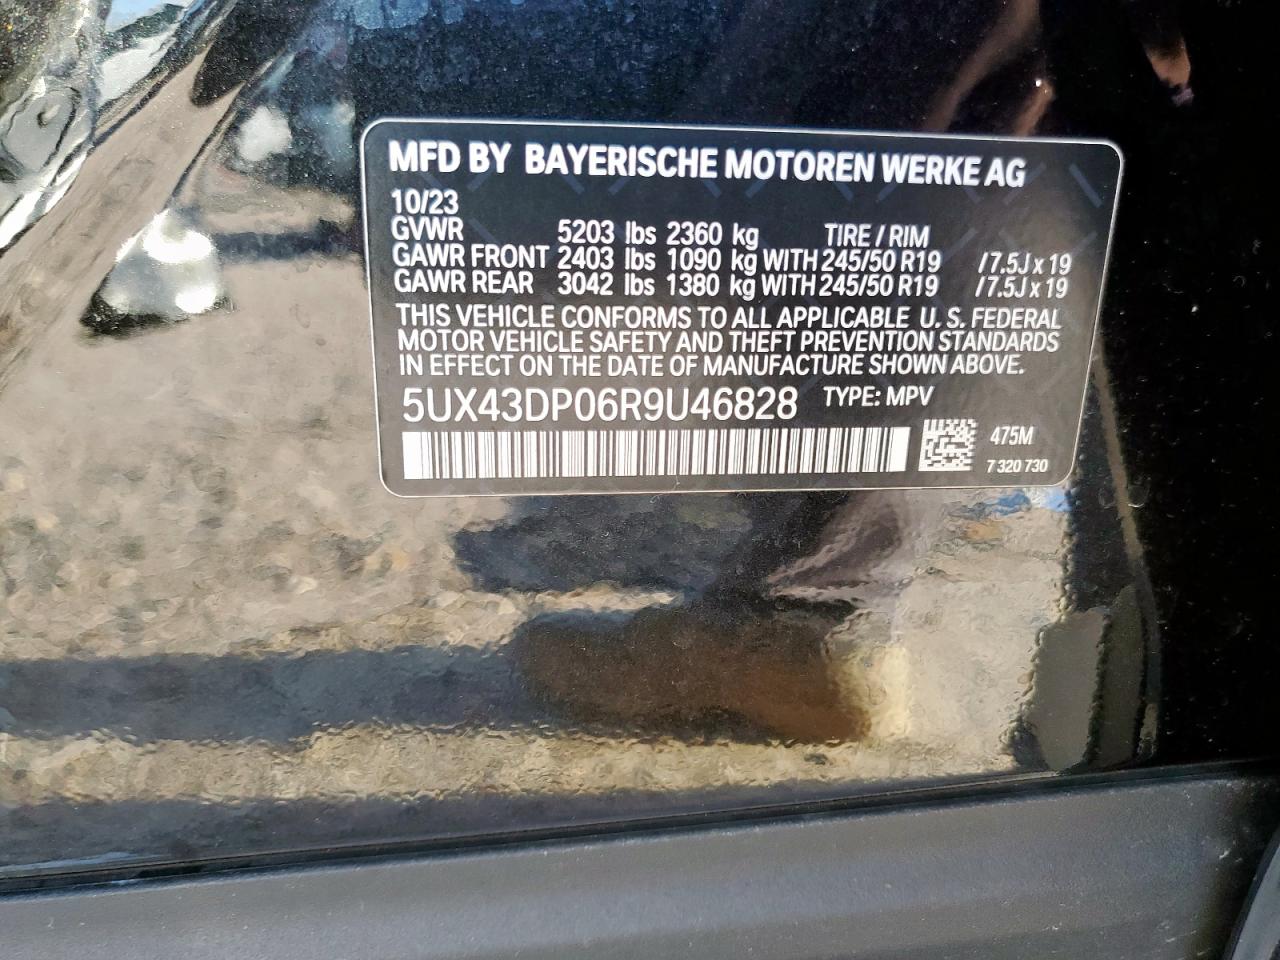 MFD BY BAYERISCHE MOTOREN WERKE AG
10/23
GVWR 5203 lbs 2360 kg TIRE / RIM
GAWR FRONT 2403 lbs 1090 kg WITH 245/50 R19 /7.5J x 19
GAWR REAR 3042 lbs 1380 kg WITH 245/50 R19 /7.5J x 19
THIS VEHICLE CONFORMS TO ALL APPLICABLE U. S. FEDERAL
MOTOR VEHICLE SAFETY AND THEFT PREVENTION STANDARDS
IN EFFECT ON THE DATE OF MANUFACTURE SHOWN ABOVE.
5UX43DP06R9U46828 TYPE: MPV
475M
7 320 730